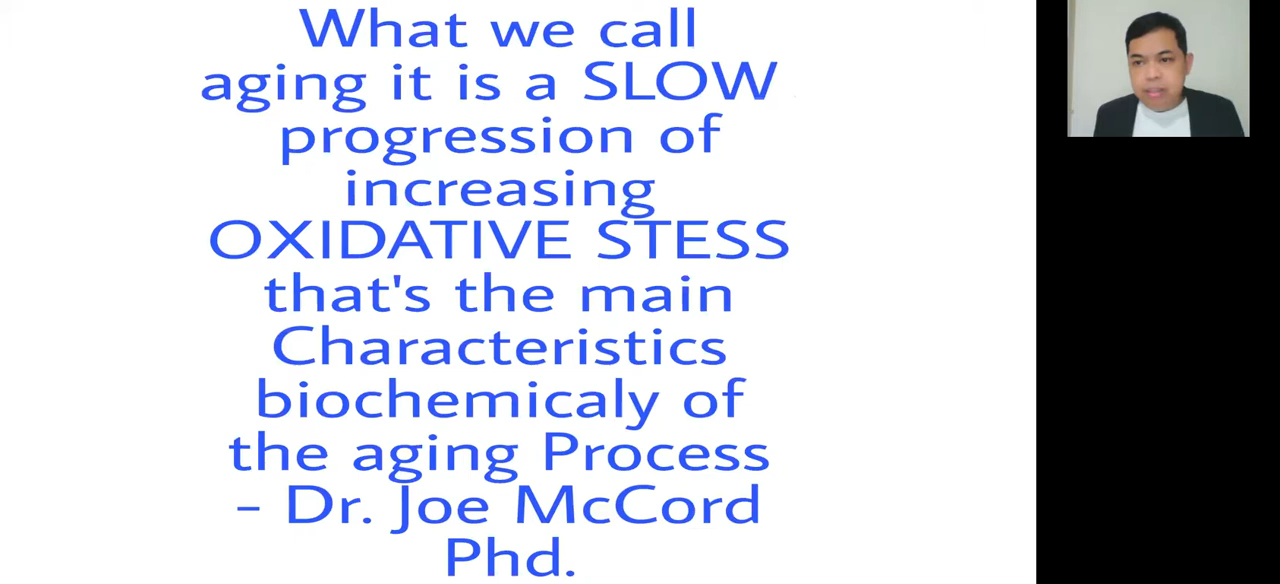 What we call
aging it is a SLOW
progression of
increasing
OXIDATIVE STESS
that's the main
Characteristics
biochemicaly of
the aging Process
- Dr. Joe McCord
Phd.